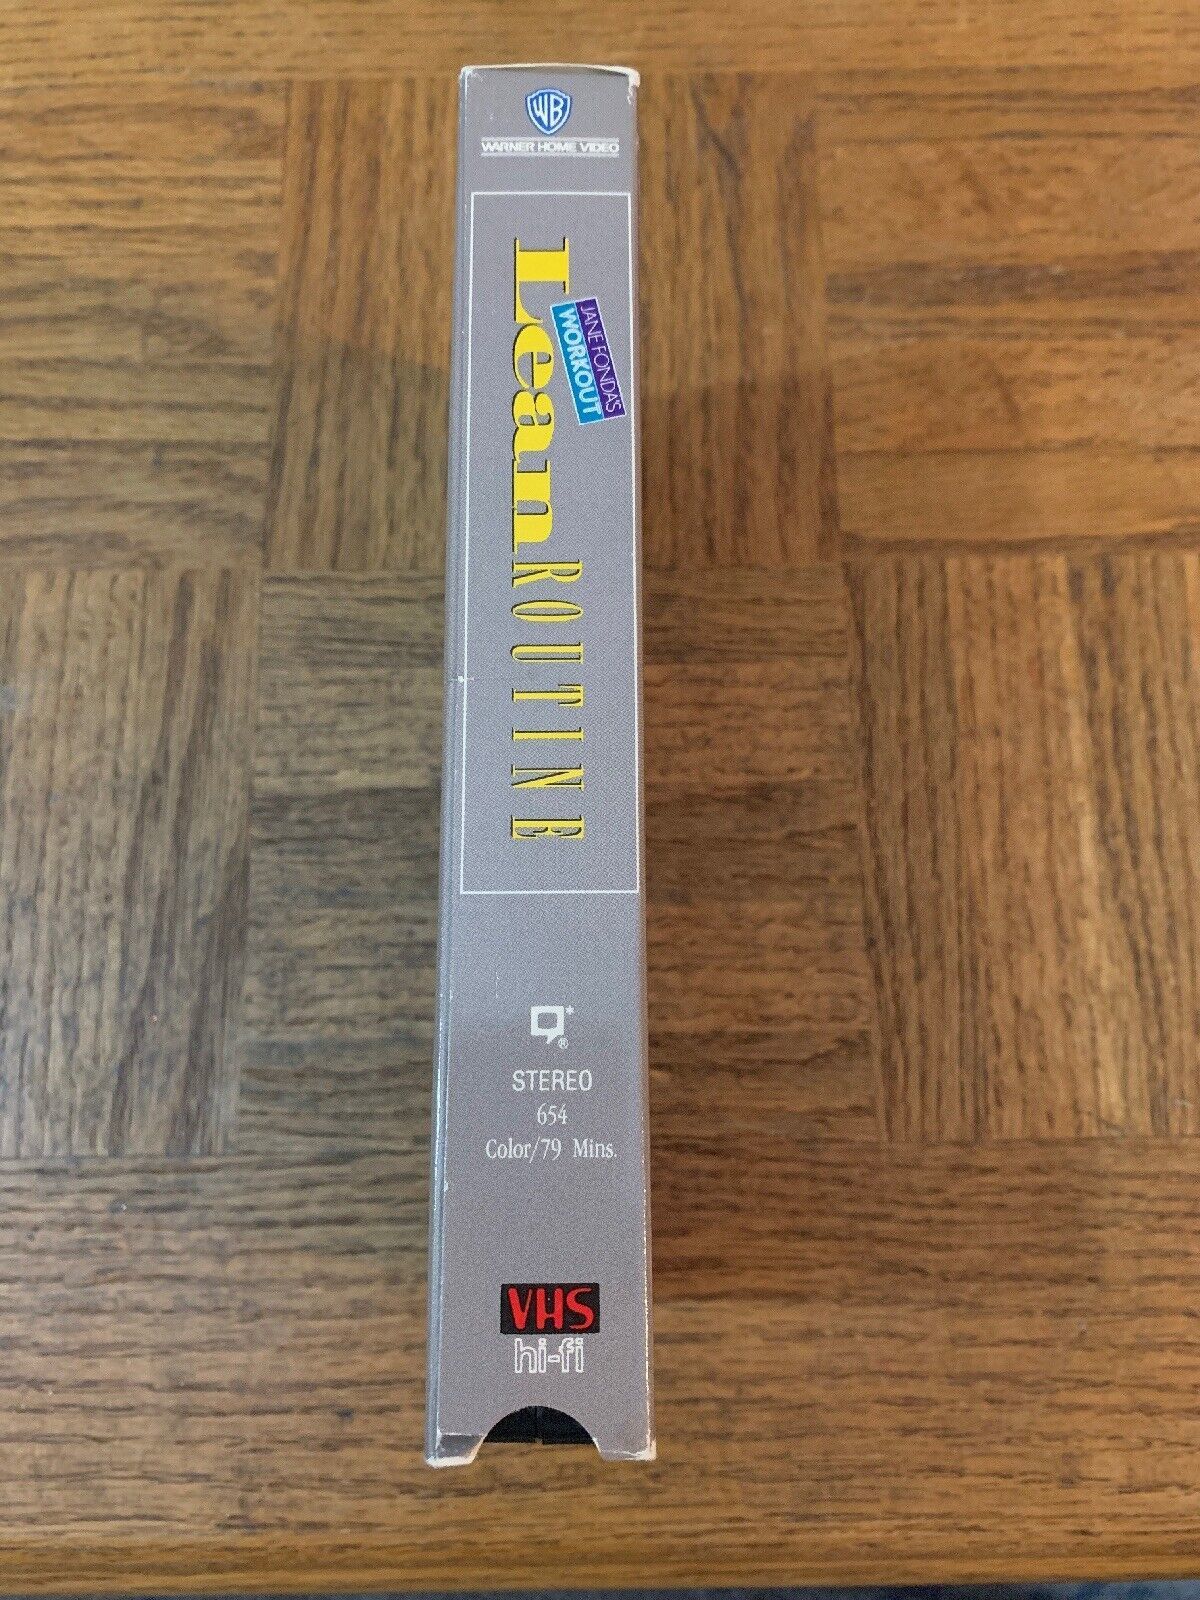 WB
WARNER HOME VIDEO
JANE FONDA'S
WORKOUT
Lean ROUTINE
®
STEREO
654
Color/79 Mins.
VHS
hi-fi